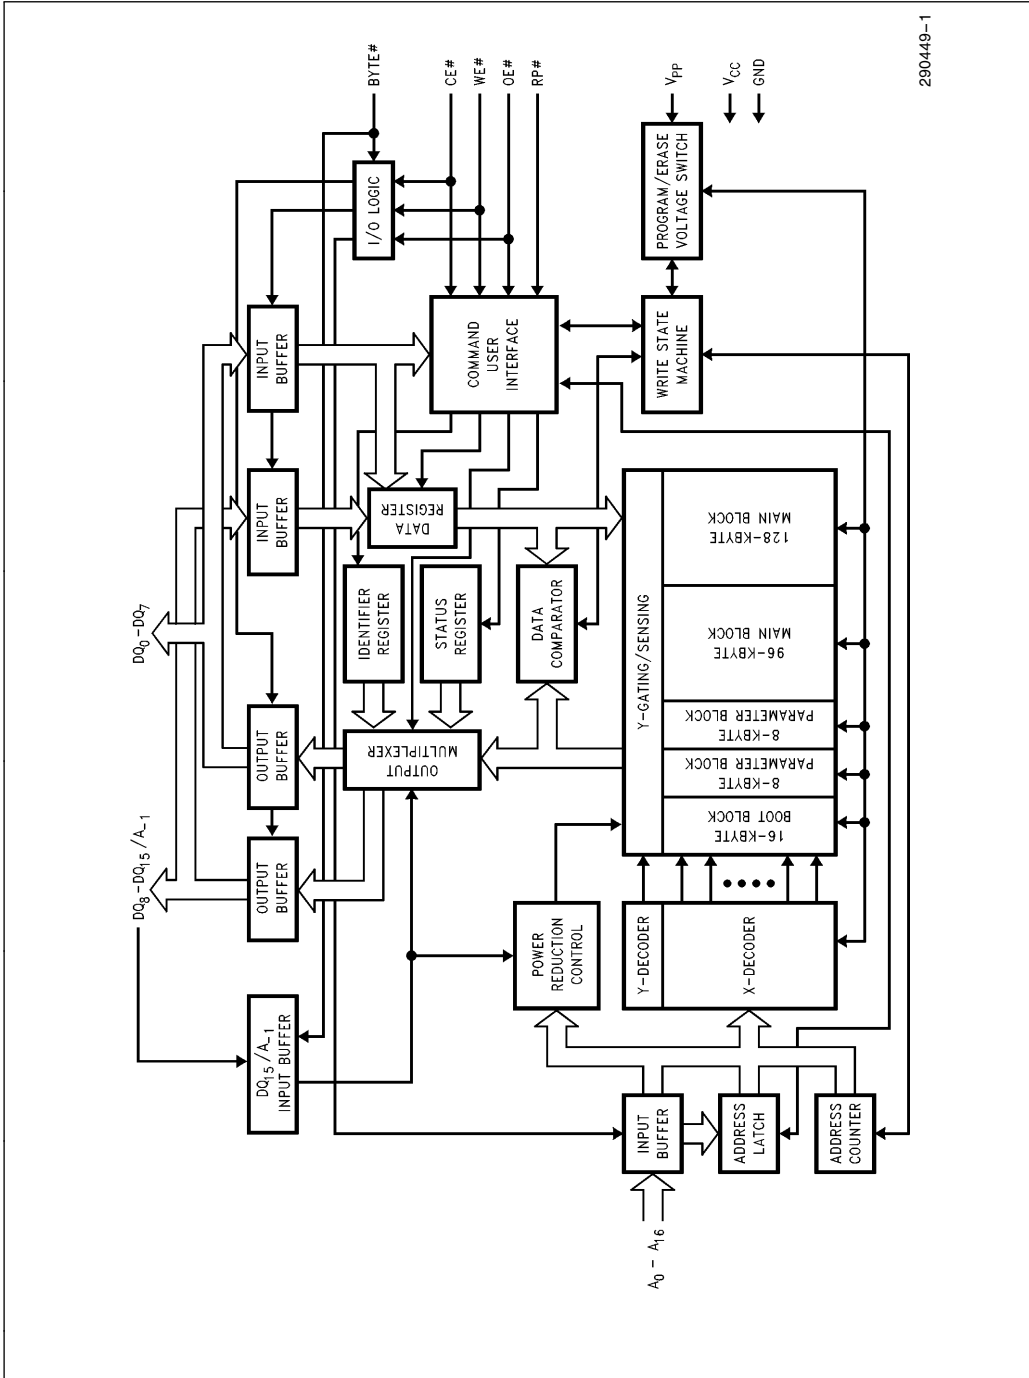 DQ8-DQ15/A-1
DQ0-DQ7
BYTE#
CE#
WE#
OE#
RP#
VPP
VCC
GND
290449-1
DQ15/A-1
INPUT BUFFER
OUTPUT
BUFFER
OUTPUT
BUFFER
INPUT
BUFFER
INPUT
BUFFER
I/O LOGIC
OUTPUT
MULTIPLEXER
IDENTIFIER
REGISTER
STATUS
REGISTER
DATA
REGISTER
COMMAND
USER
INTERFACE
POWER
REDUCTION
CONTROL
DATA
COMPARATOR
WRITE STATE
MACHINE
PROGRAM/ERASE
VOLTAGE SWITCH
A0 - A16
INPUT
BUFFER
ADDRESS
LATCH
ADDRESS
COUNTER
Y-DECODER
X-DECODER
Y-GATING/SENSING
16-KBYTE
BOOT BLOCK
8-KBYTE
PARAMETER BLOCK
8-KBYTE
PARAMETER BLOCK
96-KBYTE
MAIN BLOCK
128-KBYTE
MAIN BLOCK